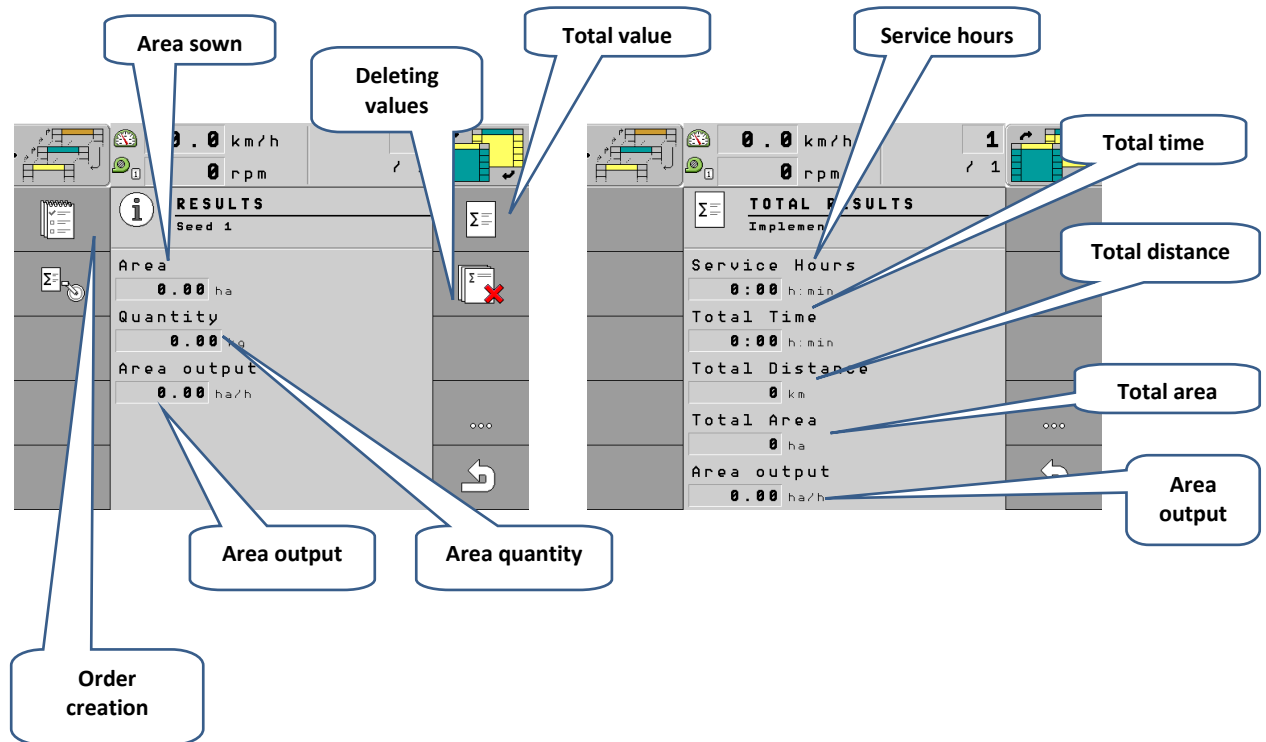 Area sown
Deleting
values
Total value
Service hours
Total time
Total distance
Total area
Area
output
Area output
Area quantity
Order
creation
0.0 km/h
0 rpm
RESULTS
Seed 1
Area
0.00 ha
Quantity
0.00 kg
Area output
0.00 ha/h
0.0 km/h
1
0 rpm
/ 1
TOTAL RESULTS
Implement
Service Hours
0:00 h:min
Total Time
0:00 h:min
Total Distance
0 km
Total Area
0 ha
Area output
0.00 ha/h